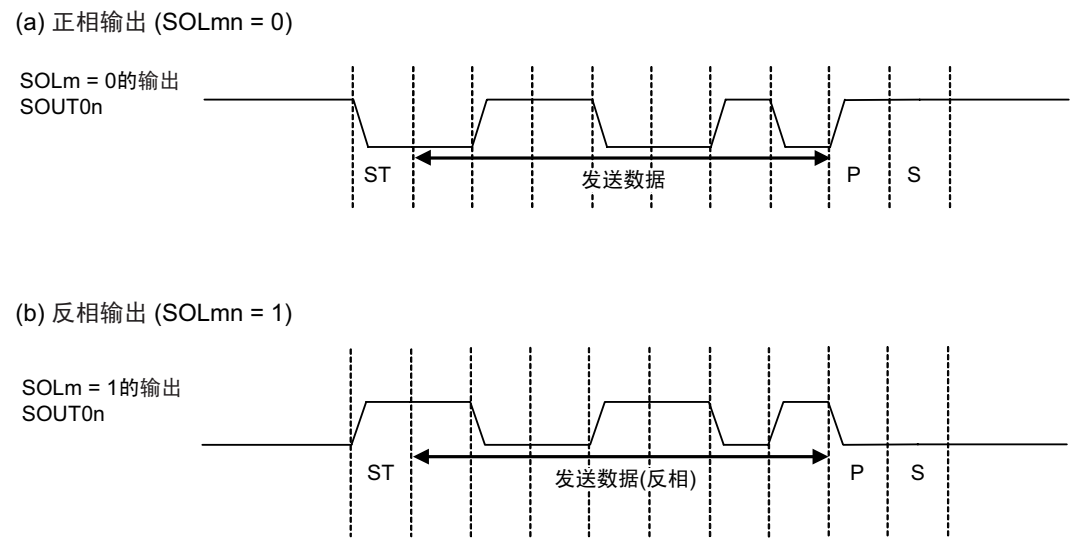 (a) 正相输出 (SOLmn = 0)
SOLm = 0的输出
SOUT0n
ST
发送数据
P
S
(b) 反相输出 (SOLmn = 1)
SOLm = 1的输出
SOUT0n
ST
发送数据(反相)
P
S